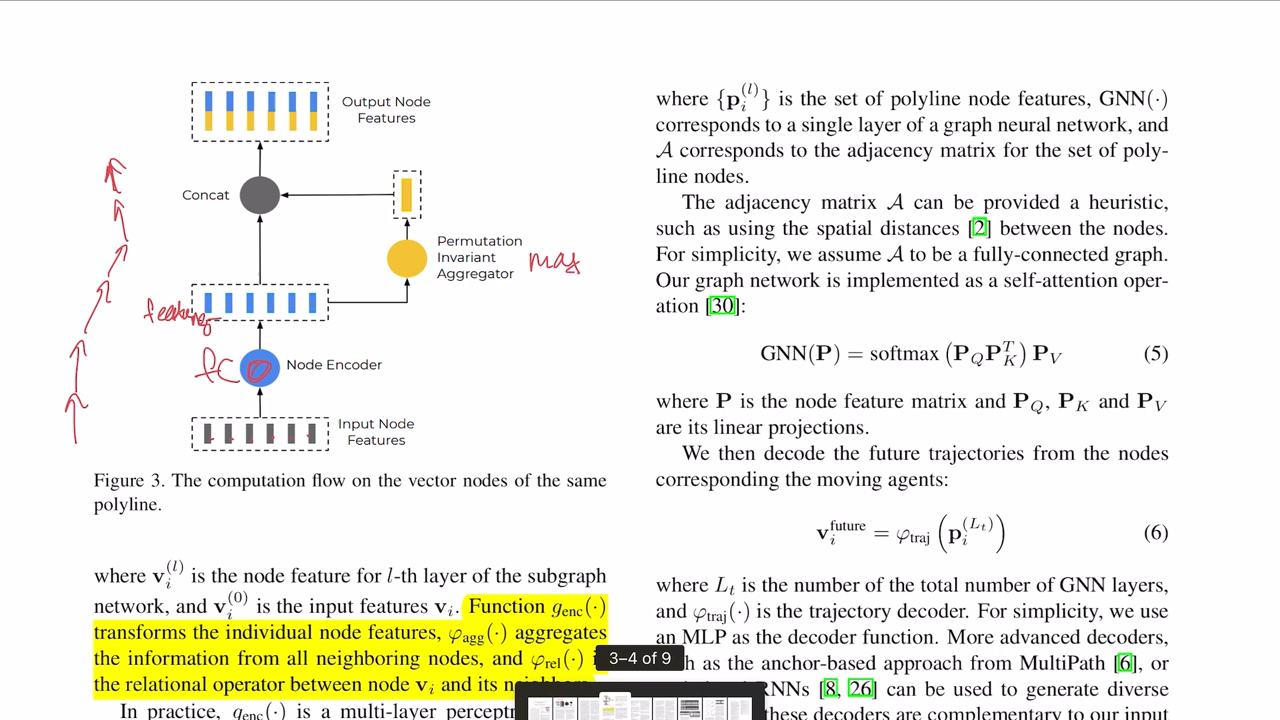 Output Node
Features
Concat
Permutation
Invariant
Aggregator
max
features
fC
Node Encoder
Input Node
Features
Figure 3. The computation flow on the vector nodes of the same
polyline.
where v_i^{(l)} is the node feature for l-th layer of the subgraph
network, and v_i^{(0)} is the input features v_i. Function g_enc(·)
transforms the individual node features, φ_agg(·) aggregates
the information from all neighboring nodes, and φ_rel(·)
the relational operator between node v_i and its
In practice, g_enc(·) is a multi-layer
where {p_i^{(l)}} is the set of polyline node features, GNN(·)
corresponds to a single layer of a graph neural network, and
𝒜 corresponds to the adjacency matrix for the set of poly-
line nodes.
The adjacency matrix 𝒜 can be provided a heuristic,
such as using the spatial distances [2] between the nodes.
For simplicity, we assume 𝒜 to be a fully-connected graph.
Our graph network is implemented as a self-attention oper-
ation [30]:
GNN(P) = softmax (P_Q P_K^T) P_V (5)
where P is the node feature matrix and P_Q, P_K and P_V
are its linear projections.
We then decode the future trajectories from the nodes
corresponding the moving agents:
v_i^{future} = φ_traj (p_i^{(L_t)}) (6)
where L_t is the number of the total number of GNN layers,
and φ_traj(·) is the trajectory decoder. For simplicity, we use
an MLP as the decoder function. More advanced decoders,
as the anchor-based approach from MultiPath [6], or
RNNs [8, 26] can be used to generate diverse
these decoders are complementary to our input
3–4 of 9